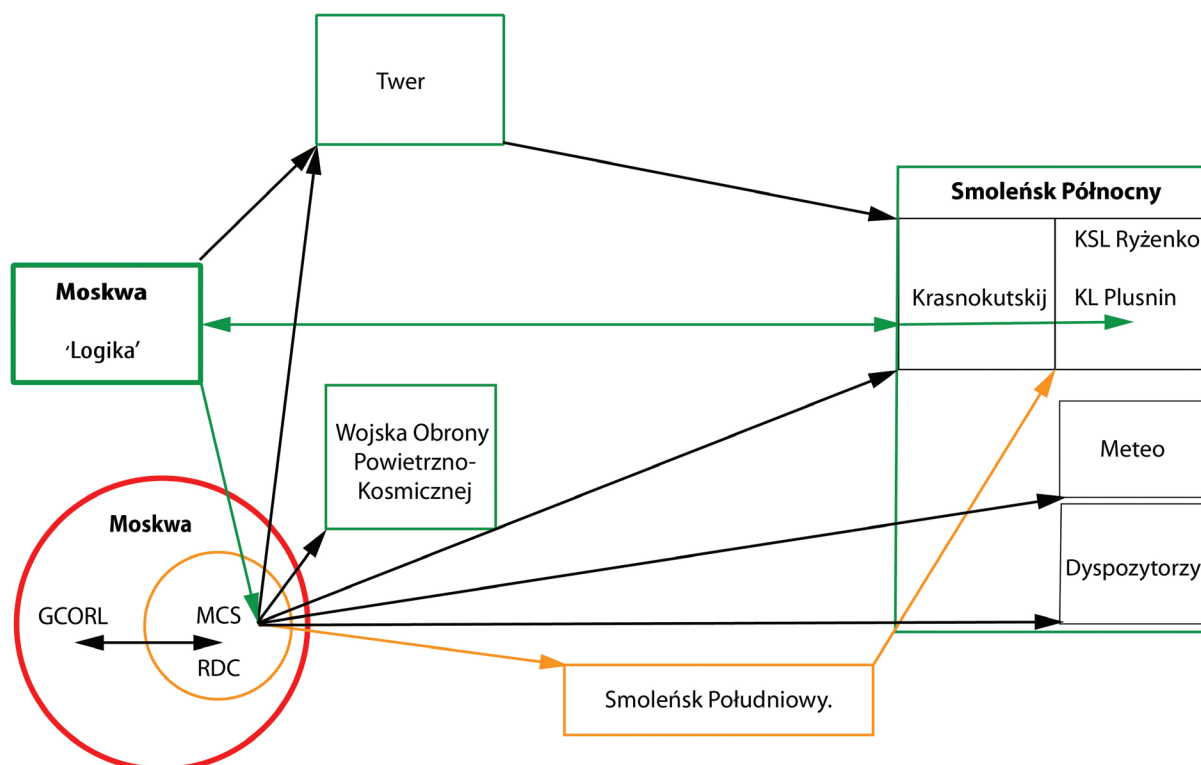 Twer
Smoleńsk Północny
KSL Ryżenko
Krasnokutskij
KL Plusnin
Moskwa
‘Logika’
Wojska Obrony
Powietrzno-
Kosmicznej
Meteo
Moskwa
Dyspozytorzy
GCORL
MCS
RDC
Smoleńsk Południowy.